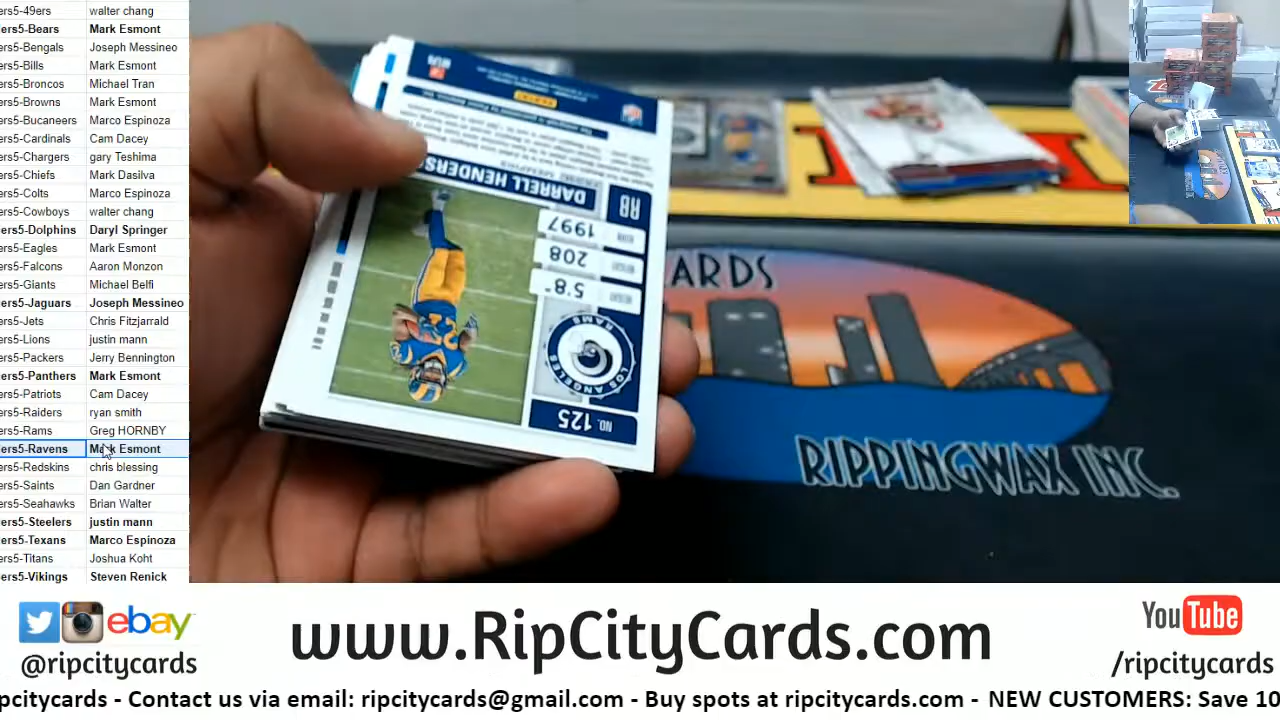 ers5-49ers walter chang
ers5-Bears Mark Esmont
ers5-Bengals Joseph Messineo
ers5-Bills Mark Esmont
ers5-Broncos Michael Tran
ers5-Browns Mark Esmont
ers5-Bucaneers Marco Espinoza
ers5-Cardinals Cam Dacey
ers5-Chargers gary Teshima
ers5-Chiefs Mark Dasilva
ers5-Colts Marco Espinoza
ers5-Cowboys walter chang
ers5-Dolphins Daryl Springer
ers5-Eagles Mark Esmont
ers5-Falcons Aaron Monzon
ers5-Giants Michael Belfi
ers5-Jaguars Joseph Messineo
ers5-Jets Chris Fitzjarrald
ers5-Lions justin mann
ers5-Packers Jerry Bennington
ers5-Panthers Mark Esmont
ers5-Patriots Cam Dacey
ers5-Raiders ryan smith
ers5-Rams Greg HORNBY
ers5-Ravens Mark Esmont
ers5-Redskins chris blessing
ers5-Saints Dan Gardner
ers5-Seahawks Brian Walter
ers5-Steelers justin mann
ers5-Texans Marco Espinoza
ers5-Titans Joshua Koht
ers5-Vikings Steven Renick
NO. 125
LOS ANGELES
RAMS
5'8"
208
1997
RB
DARRELL HENDERS
ARDS
RIPPINGWAX INC.
ebay
@ripcitycards
www.RipCityCards.com
YouTube
/ripcitycards
pcitycards - Contact us via email: ripcitycards@gmail.com - Buy spots at ripcitycards.com - NEW CUSTOMERS: Save 10